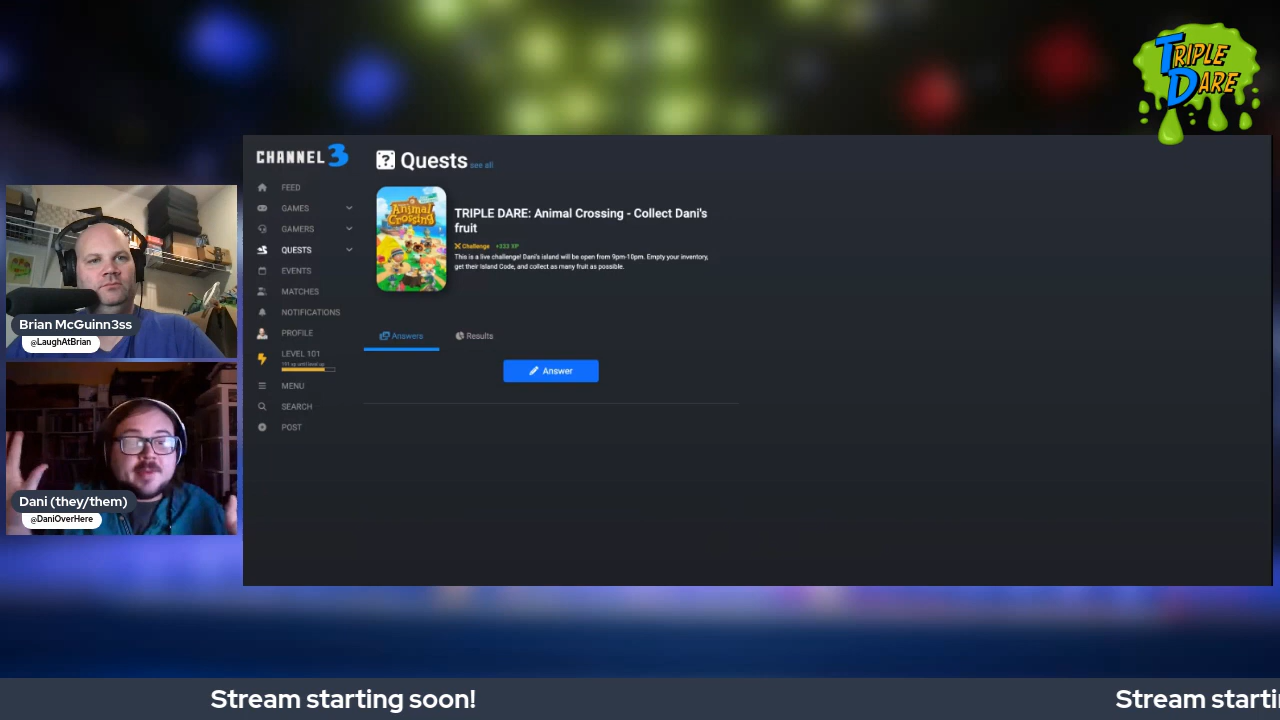 TRIPLE
DARE
CHANNEL 3
Quests see all
FEED
GAMES
GAMERS
QUESTS
EVENTS
MATCHES
NOTIFICATIONS
PROFILE
LEVEL 101
MENU
SEARCH
POST
Animal
Crossing
TRIPLE DARE: Animal Crossing - Collect Dani's
fruit
Challenge +333 XP
This is a live challenge! Dani's island will be open from 9pm-10pm. Empty your inventory,
get their Island Code, and collect as many fruit as possible.
Answers
Results
Answer
Brian McGuinn3ss
@LaughAtBrian
Dani (they/them)
@DaniOverHere
Stream starting soon!
Stream starti